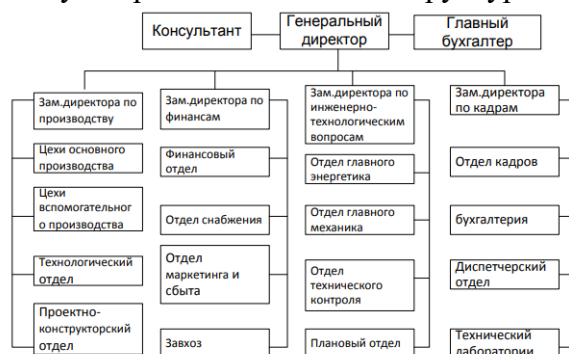 Консультант
Генеральный
директор
Главный
бухгалтер
Зам.директора по
производству
Цехи основного
производства
Цехи
вспомогательног
о производства
Технологический
отдел
Проектно-
конструкторский
отдел
Зам.директора по
финансам
Финансовый
отдел
Отдел снабжения
Отдел
маркетинга и
сбыта
Завхоз
Зам.директора по
инженерно-
технологическим
вопросам
Отдел главного
энергетика
Отдел главного
механика
Отдел
технического
контроля
Плановый отдел
Зам.директора
по кадрам
Отдел кадров
бухгалтерия
Диспетчерский
отдел
Технический
лаборатории